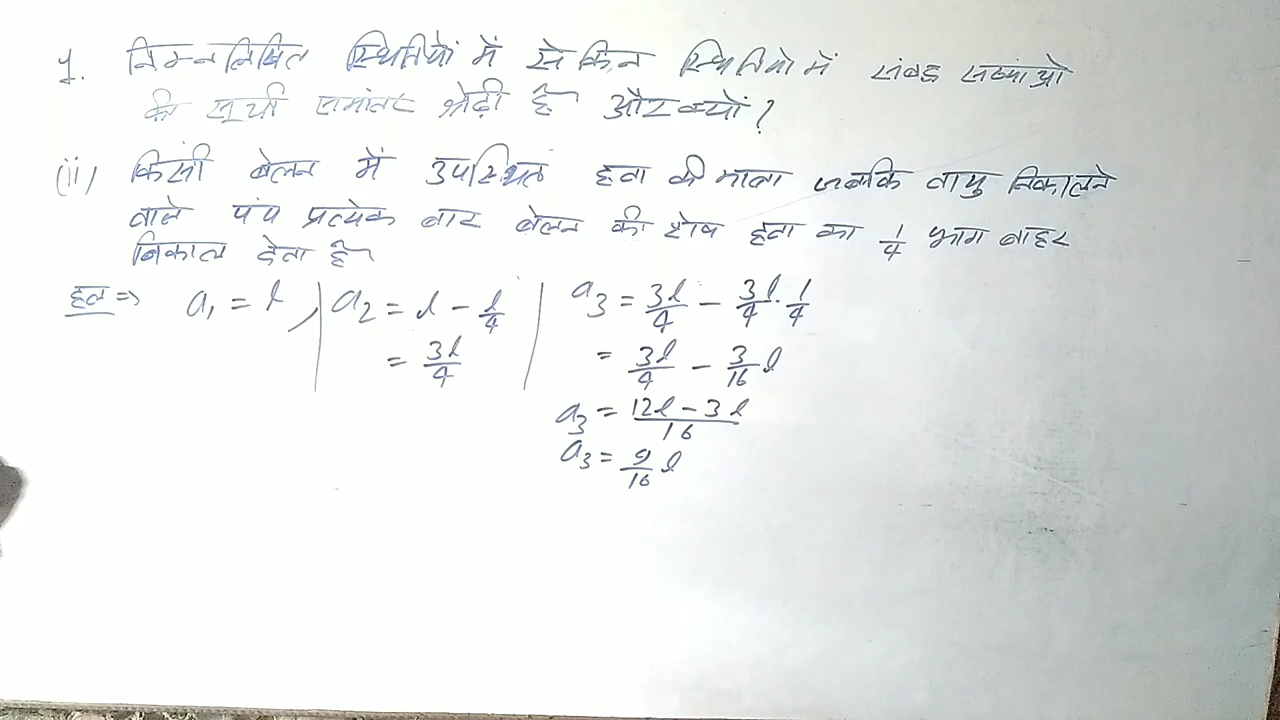 1. निम्नलिखित स्थितियों में से किन स्थितियो में संबद्ध संख्याओ
की सूची समांतर श्रेढ़ी है और क्यों?
(ii) किसी बेलन में उपस्थित हवा की मात्रा जबकि वायु निकालने
वाले पंप प्रत्येक बार बेलन की शेष हवा का 1/4 भाग बाहर
निकाल देता है
हल => a₁ = l, | a₂ = l - l/4 | a₃ = 3l/4 - 3l/4 . 1/4
= 3l/4 = 3l/4 - 3/16 l
a₃ = 12l - 3l / 16
a₃ = 9/16 l